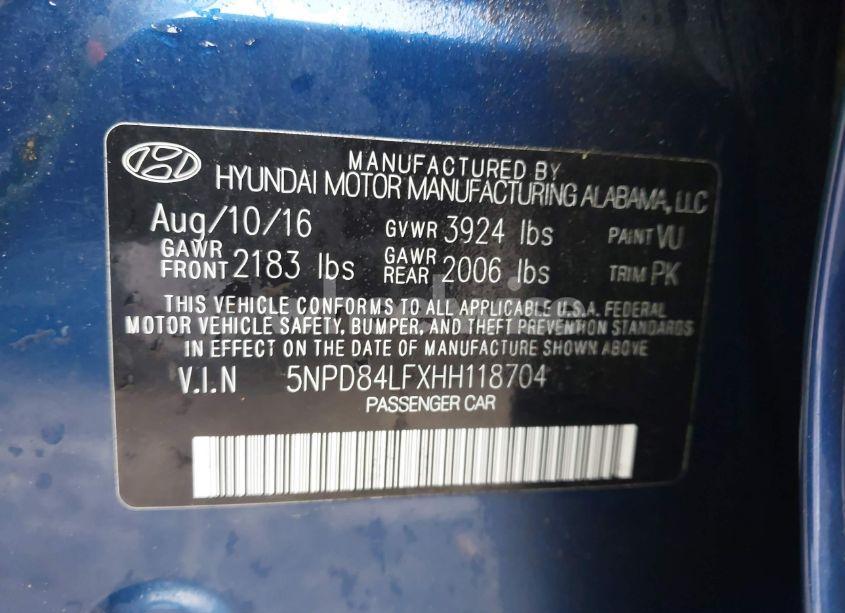 MANUFACTURED BY
HYUNDAI MOTOR MANUFACTURING ALABAMA, LLC
Aug/10/16 GVWR 3924 lbs PAINT VU
GAWR FRONT 2183 lbs GAWR REAR 2006 lbs TRIM PK
THIS VEHICLE CONFORMS TO ALL APPLICABLE U.S.A. FEDERAL
MOTOR VEHICLE SAFETY, BUMPER, AND THEFT PREVENTION STANDARDS
IN EFFECT ON THE DATE OF MANUFACTURE SHOWN ABOVE
V.I.N 5NPD84LFXHH118704
PASSENGER CAR